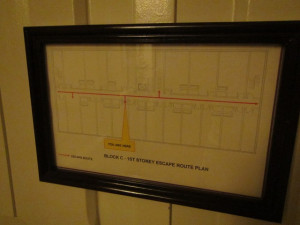 YOU ARE HERE
BLOCK C - 1ST STOREY ESCAPE ROUTE PLAN